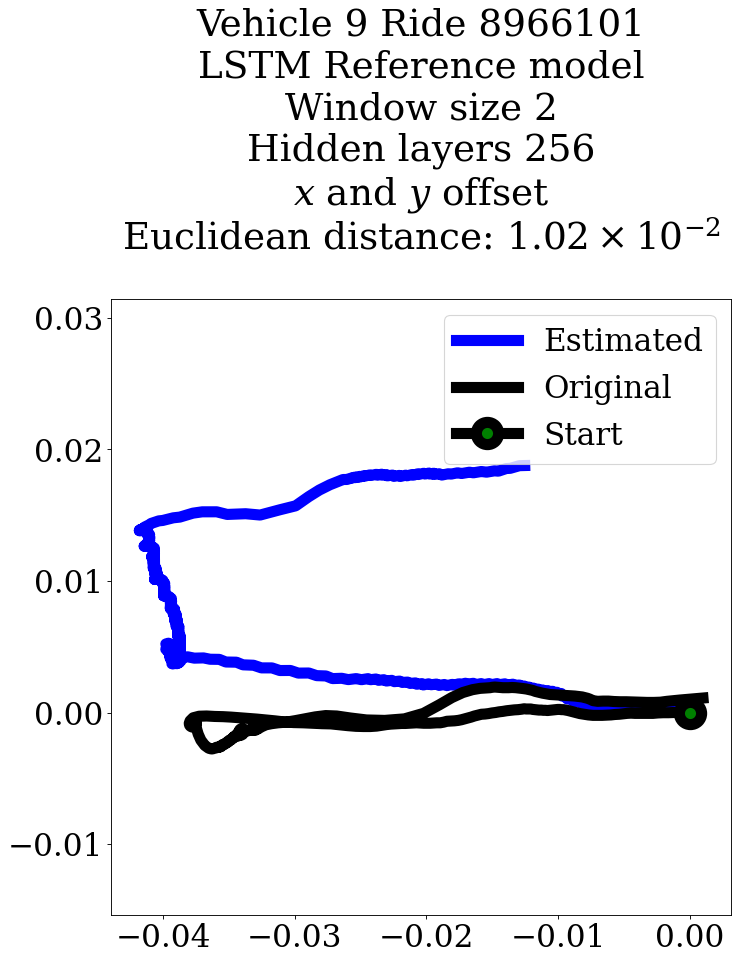 Vehicle 9 Ride 8966101
LSTM Reference model
Window size 2
Hidden layers 256
x and y offset
Euclidean distance: 1.02 × 10⁻²
Estimated
Original
Start
0.03
0.02
0.01
0.00
−0.01
−0.04
−0.03
−0.02
−0.01
0.00